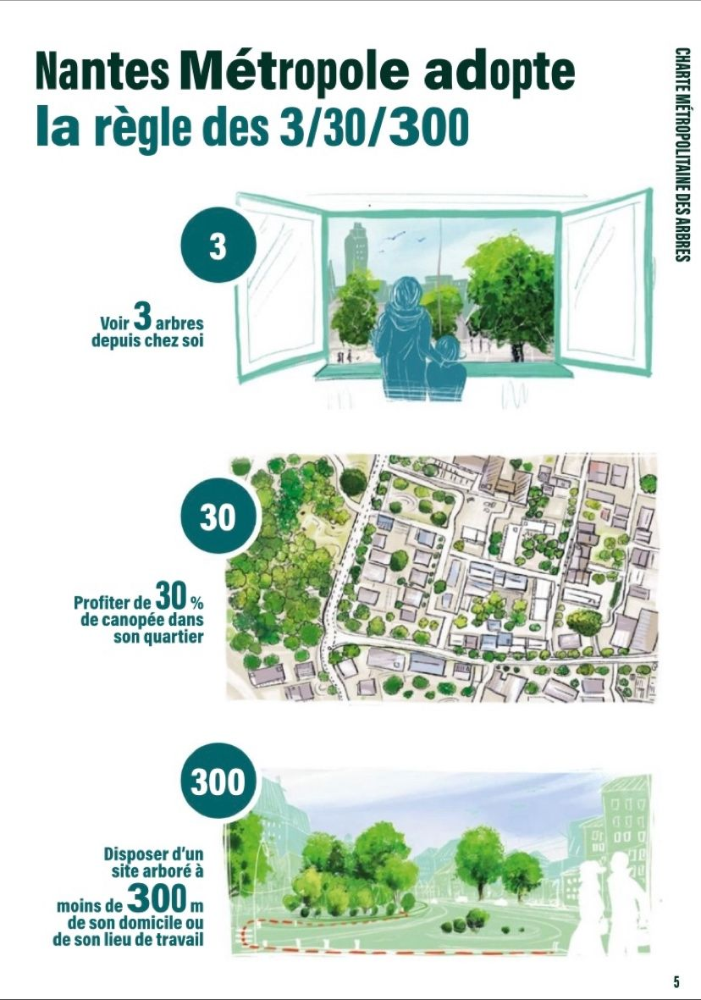 Nantes Métropole adopte
la règle des 3/30/300
CHARTE MÉTROPOLITAINE DES ARBRES
3
Voir 3 arbres
depuis chez soi
30
Profiter de 30 %
de canopée dans
son quartier
300
Disposer d'un
site arboré à
moins de 300 m
de son domicile ou
de son lieu de travail
5